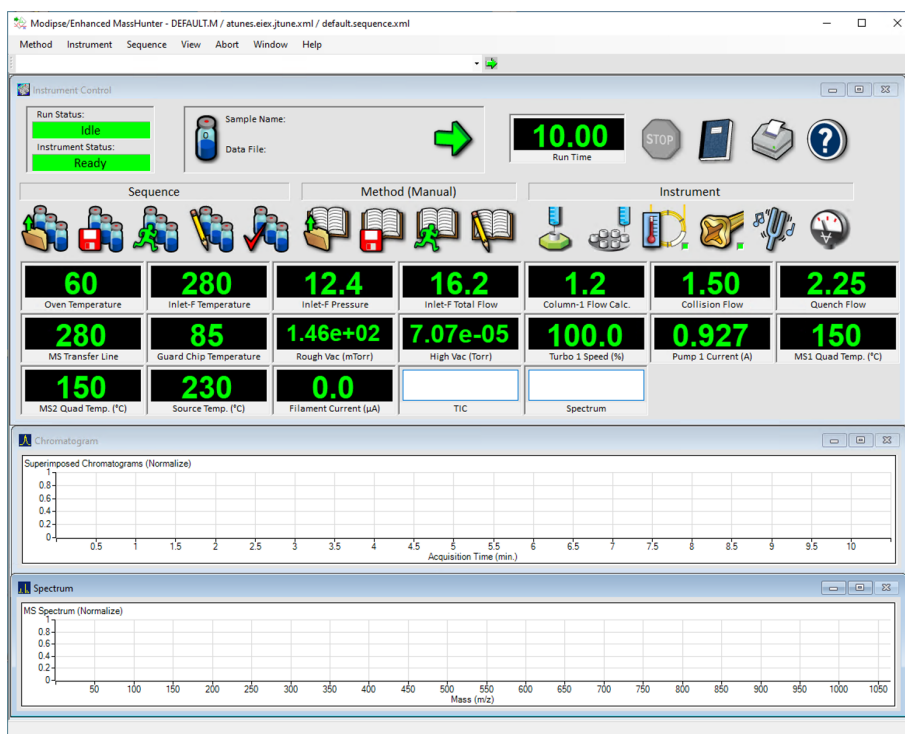 Modipse/Enhanced MassHunter - DEFAULT.M / atunes.eiex.jtune.xml / default.sequence.xml
Method Instrument Sequence View Abort Window Help
Instrument Control
Run Status:
Idle
Instrument Status:
Ready
Sample Name:
Data File:
10.00
Run Time
STOP
Sequence
Method (Manual)
Instrument
60 280 12.4 16.2 1.2 1.50 2.25
Oven Temperature Inlet-F Temperature Inlet-F Pressure Inlet-F Total Flow Column-1 Flow Calc. Collision Flow Quench Flow
280 85 1.46e+02 7.07e-05 100.0 0.927 150
MS Transfer Line Guard Chip Temperature Rough Vac (mTorr) High Vac (Torr) Turbo 1 Speed (%) Pump 1 Current (A) MS1 Quad Temp. (°C)
150 230 0.0
MS2 Quad Temp. (°C) Source Temp. (°C) Filament Current (µA) TIC Spectrum
Chromatogram
Superimposed Chromatograms (Normalize)
1
0.8
0.6
0.4
0.2
0
0.5 1 1.5 2 2.5 3 3.5 4 4.5 5 5.5 6 6.5 7 7.5 8 8.5 9 9.5 10
Acquisition Time (min.)
Spectrum
MS Spectrum (Normalize)
1
0.8
0.6
0.4
0.2
0
50 100 150 200 250 300 350 400 450 500 550 600 650 700 750 800 850 900 950 1000 1050
Mass (m/z)